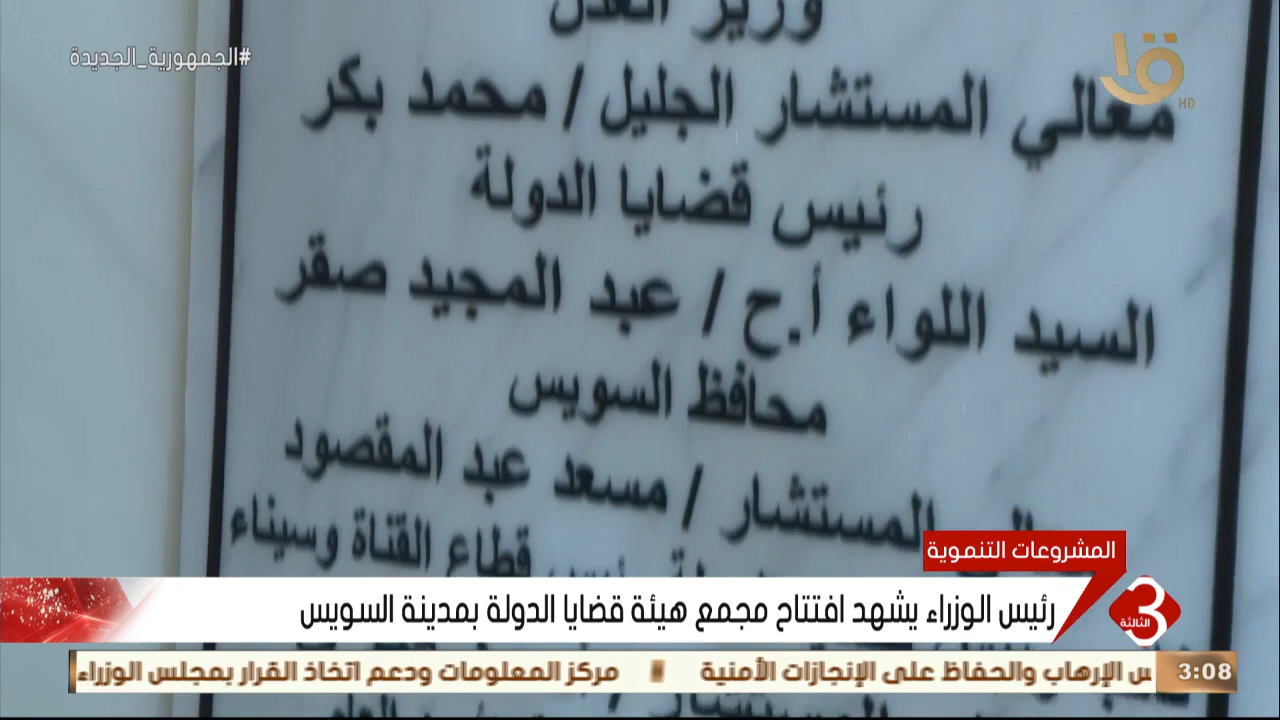 #الجمهورية_الجديدة
HD
وزير العدل
معالي المستشار الجليل / محمد بكر
رئيس قضايا الدولة
السيد اللواء أ.ح / عبد المجيد صقر
محافظ السويس
المستشار / مسعد عبد المقصود
رئيس قطاع القناة وسيناء
المشروعات التنموية
3 الثالثة
رئيس الوزراء يشهد افتتاح مجمع هيئة قضايا الدولة بمدينة السويس
3:08
الإرهاب والحفاظ على الإنجازات الأمنية
مركز المعلومات ودعم اتخاذ القرار بمجلس الوزراء